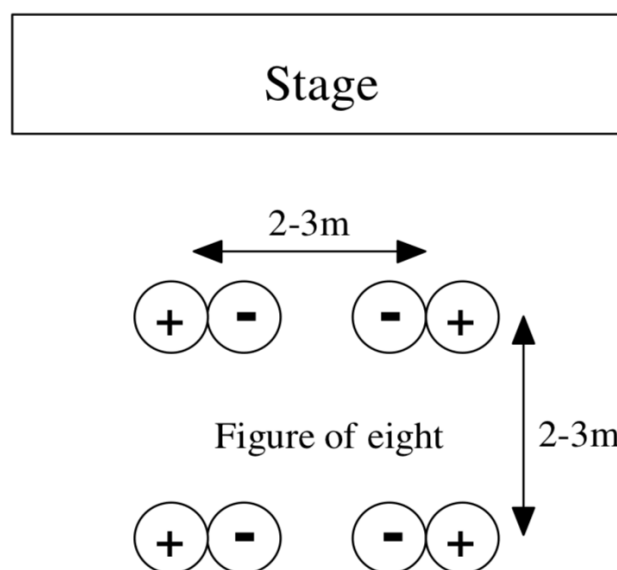 Stage
2-3m
+ - - +
Figure of eight 2-3m
+ - - +